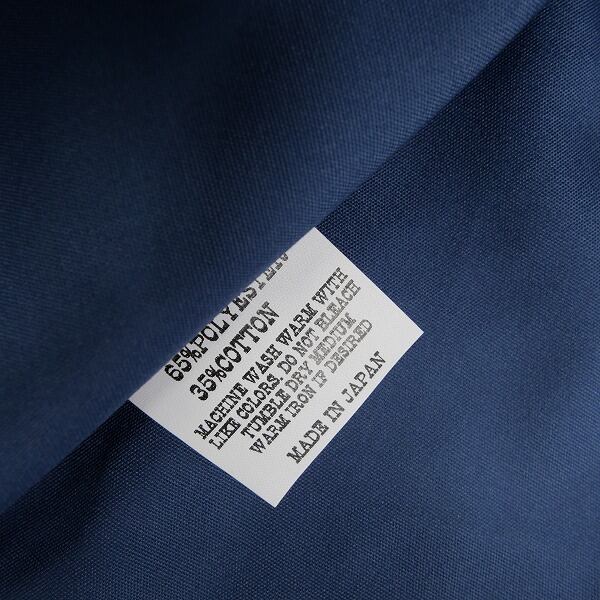 65%POLYESTER
35%COTTON
MACHINE WASH WARM WITH
LIKE COLORS, DO NOT BLEACH
TUMBLE DRY MEDIUM
WARM IRON IF DESIRED
MADE IN JAPAN